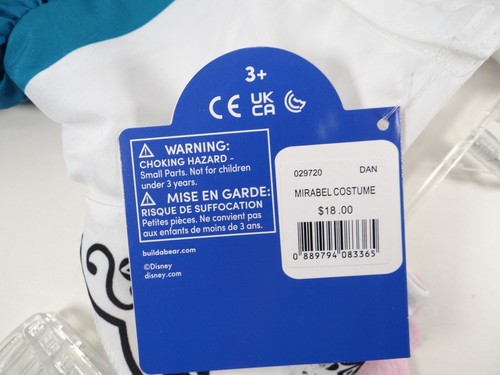 3+
CE UK
CA
WARNING:
CHOKING HAZARD -
Small Parts. Not for children
under 3 years.
MISE EN GARDE:
RISQUE DE SUFFOCATION
Petites pièces. Ne convient pas
aux enfants de moins de 3 ans.
buildabear.com
©Disney
disney.com
029720 DAN
MIRABEL COSTUME
$18.00
0 889794 083365